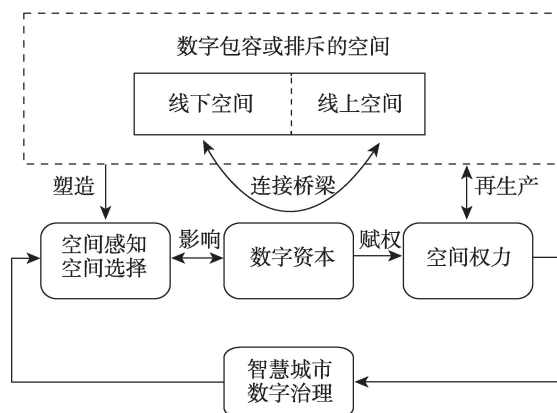 数字包容或排斥的空间
线下空间
线上空间
塑造
连接桥梁
再生产
空间感知
空间选择
影响
数字资本
赋权
空间权力
智慧城市
数字治理